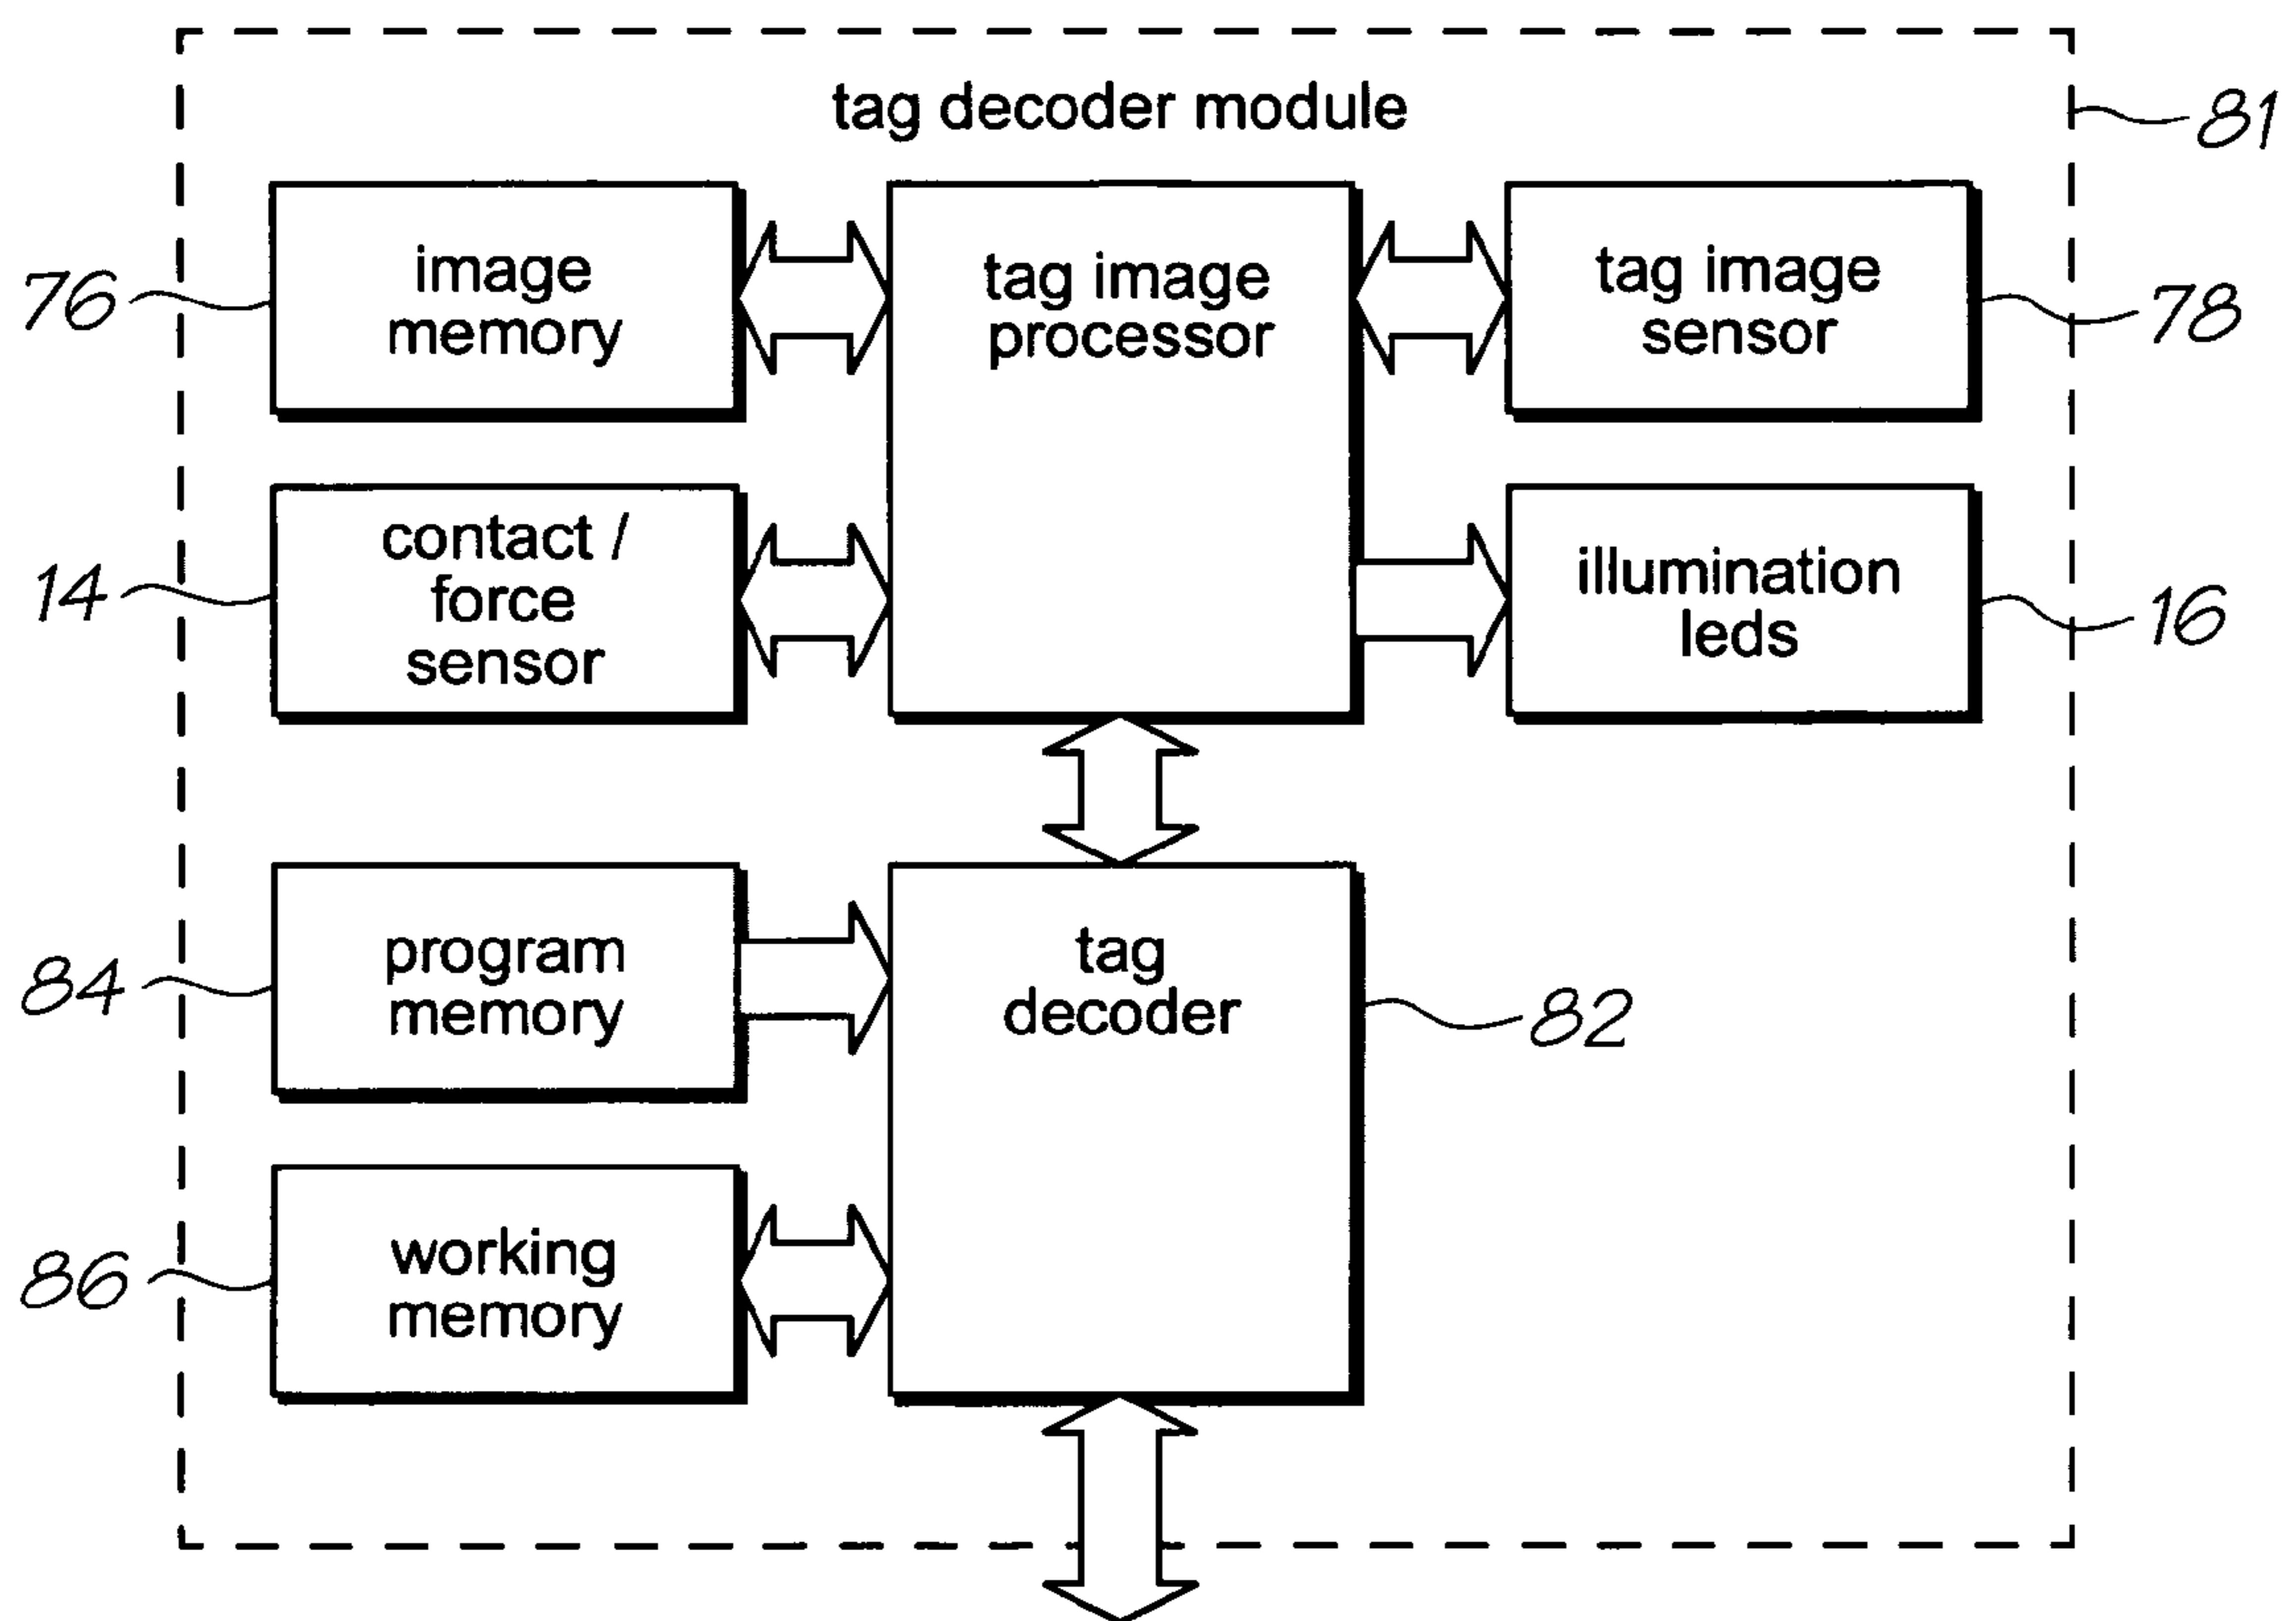 tag decoder module
81
76
image
memory
tag image
processor
tag image
sensor
78
14
contact /
force
sensor
illumination
leds
16
84
program
memory
tag
decoder
82
86
working
memory